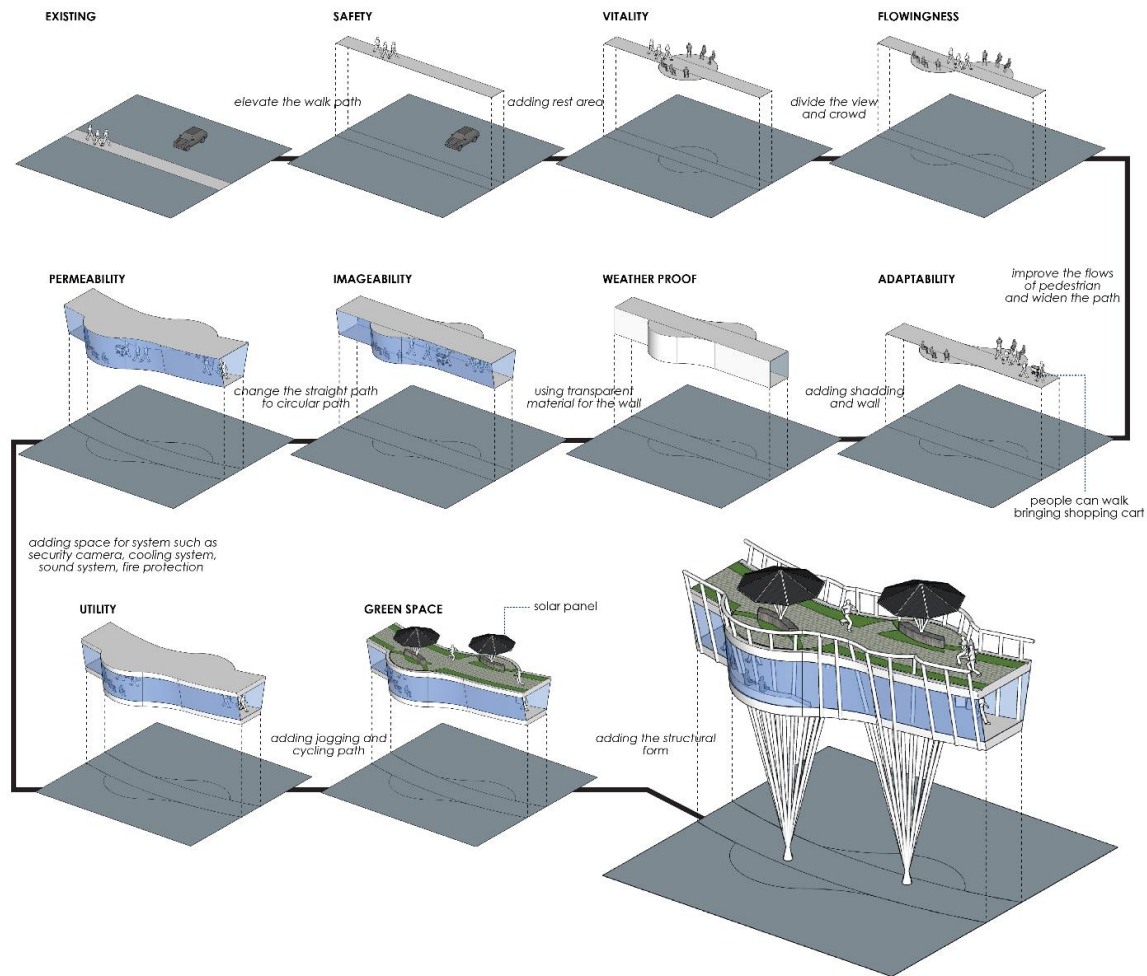 EXISTING
SAFETY
VITALITY
FLOWINGNESS
elevate the walk path
adding rest area
divide the view
and crowd
PERMEABILITY
IMAGEABILITY
WEATHER PROOF
ADAPTABILITY
improve the flows
of pedestrian
and widen the path
change the straight path
to circular path
using transparent
material for the wall
adding shadding
and wall
people can walk
bringing shopping cart
adding space for system such as
security camera, cooling system,
sound system, fire protection
UTILITY
GREEN SPACE
solar panel
adding jogging and
cycling path
adding the structural
form